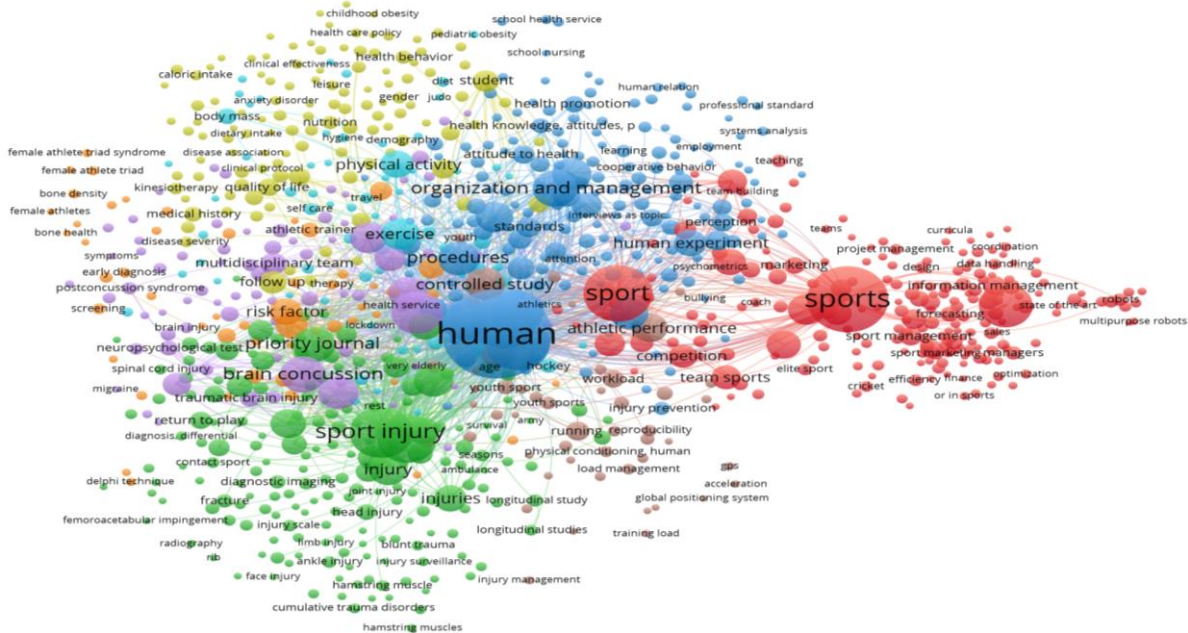 childhood obesity
school health service
health care policy
pediatric obesity
school nursing
clinical effectiveness
health behavior
caloric intake
leisure
diet
student
human relation
anxiety disorder
gender
judo
health promotion
professional standard
body mass
nutrition
health knowledge, attitudes, p
systems analysis
dietary intake
hygiene
demography
employment
learning
female athlete triad syndrome
disease association
physical activity
attitude to health
cooperative behavior
teaching
female athlete triad
clinical protocol
kinesiotherapy
quality of life
organization and management
team building
bone density
travel
self care
female athletes
medical history
interviews as topic
athletic trainer
standards
perception
teams
bone health
disease severity
exercise
youth
human experiment
curricula
project management
coordination
symptoms
multidisciplinary team
procedures
attention
psychometrics
marketing
design
data handling
early diagnosis
follow up
therapy
controlled study
information management
postconcussion syndrome
sport
sports
bullying
coach
screening
health service
athletics
state of the art
robots
risk factor
forecasting
multipurpose robots
brain injury
lockdown
human
athletic performance
sales
sport management
neuropsychological test
priority journal
competition
sport marketing
managers
spinal cord injury
very elderly
age
hockey
elite sport
brain concussion
workload
team sports
efficiency
finance
optimization
migraine
traumatic brain injury
youth sport
cricket
or in sports
rest
youth sports
injury prevention
return to play
sport injury
survival
army
running
reproducibility
diagnosis, differential
seasons
physical conditioning, human
contact sport
injury
ambulance
load management
gps
delphi technique
diagnostic imaging
acceleration
joint injury
fracture
injuries
longitudinal study
global positioning system
femoroacetabular impingement
head injury
injury scale
longitudinal studies
training load
radiography
limb injury
blunt trauma
rib
ankle injury
injury surveillance
face injury
hamstring muscle
injury management
cumulative trauma disorders
hamstring muscles